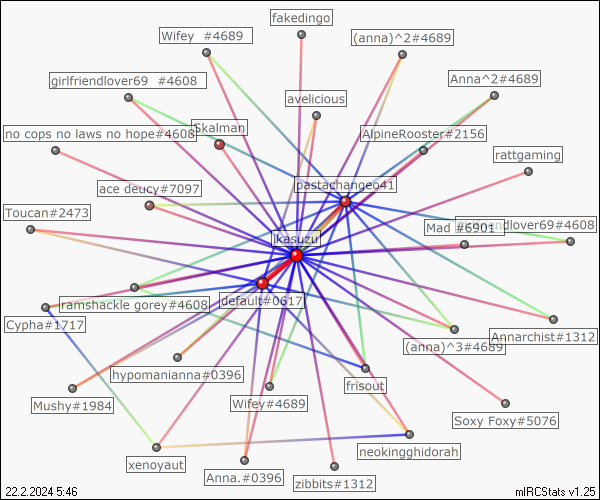 fakedingo
Wifey  #4689
(anna)^2#4689
girlfriendlover69  #4608
Anna^2#4689
avelicious
no cops no laws no hope#4608
Skalman
AlpineRooster#2156
rattgaming
ace deucy#7097
pastachangeo41
Toucan#2473
Mad #6901
girlfriendlover69#4608
ikasuzu
ramshackle gorey#4608
default#0617
Cypha#1717
(anna)^3#4689
Annarchist#1312
hypomanianna#0396
frisout
Mushy#1984
Wifey#4689
Soxy Foxy#5076
neokingghidorah
xenoyaut
Anna.#0396
zibbits#1312
22.2.2024 5:46
mIRCStats v1.25